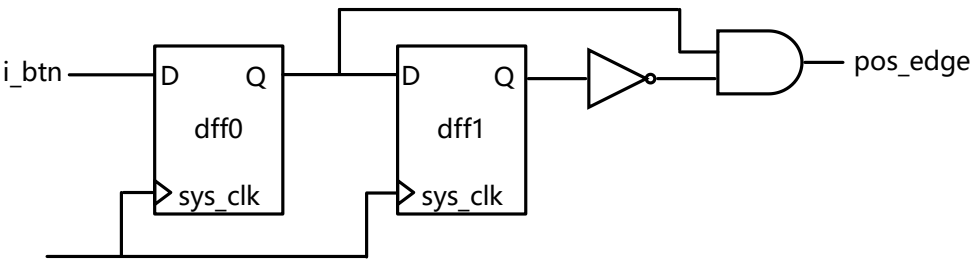 i_btn
D
Q
dff0
sys_clk
D
Q
dff1
sys_clk
pos_edge